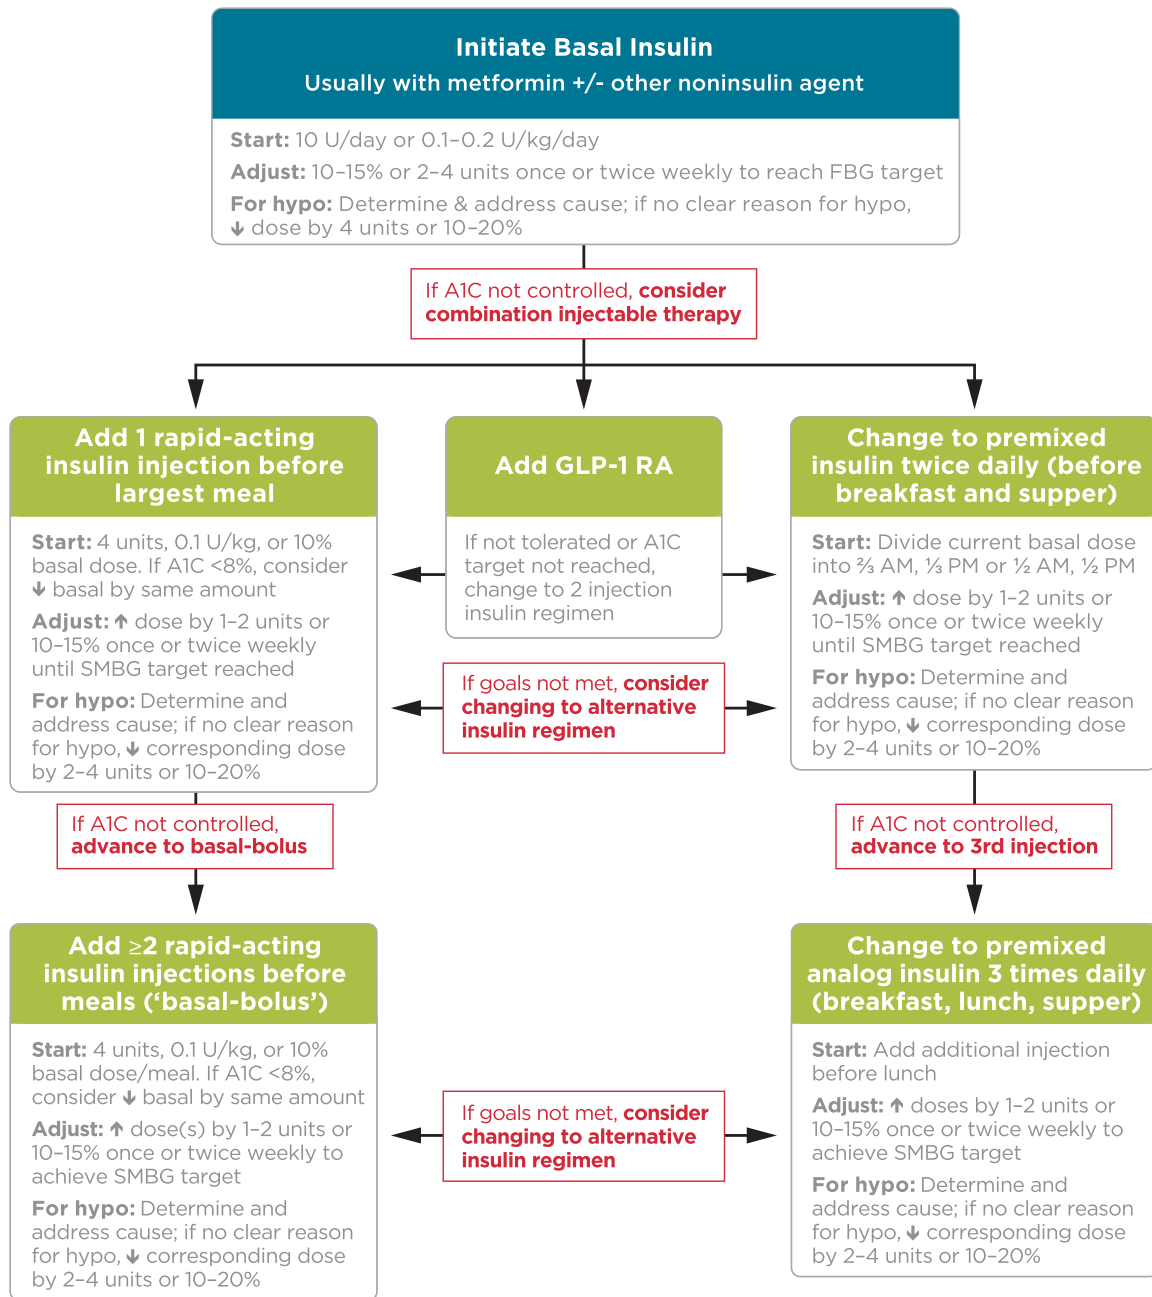 Initiate Basal Insulin
Usually with metformin +/- other noninsulin agent
Start: 10 U/day or 0.1–0.2 U/kg/day
Adjust: 10–15% or 2–4 units once or twice weekly to reach FBG target
For hypo: Determine & address cause; if no clear reason for hypo,
↓ dose by 4 units or 10–20%
If A1C not controlled, consider
combination injectable therapy
Add 1 rapid-acting
insulin injection before
largest meal
Start: 4 units, 0.1 U/kg, or 10%
basal dose. If A1C <8%, consider
↓ basal by same amount
Adjust: ↑ dose by 1–2 units or
10–15% once or twice weekly
until SMBG target reached
For hypo: Determine and
address cause; if no clear reason
for hypo, ↓ corresponding dose
by 2–4 units or 10–20%
Add GLP-1 RA
If not tolerated or A1C
target not reached,
change to 2 injection
insulin regimen
Change to premixed
insulin twice daily (before
breakfast and supper)
Start: Divide current basal dose
into ⅔ AM, ⅓ PM or ½ AM, ½ PM
Adjust: ↑ dose by 1–2 units or
10–15% once or twice weekly
until SMBG target reached
For hypo: Determine and
address cause; if no clear reason
for hypo, ↓ corresponding dose
by 2–4 units or 10–20%
If goals not met, consider
changing to alternative
insulin regimen
If A1C not controlled,
advance to basal-bolus
If A1C not controlled,
advance to 3rd injection
Add ≥2 rapid-acting
insulin injections before
meals (‘basal-bolus’)
Start: 4 units, 0.1 U/kg, or 10%
basal dose/meal. If A1C <8%,
consider ↓ basal by same amount
Adjust: ↑ dose(s) by 1–2 units or
10–15% once or twice weekly to
achieve SMBG target
For hypo: Determine and
address cause; if no clear reason
for hypo, ↓ corresponding dose
by 2–4 units or 10–20%
If goals not met, consider
changing to alternative
insulin regimen
Change to premixed
analog insulin 3 times daily
(breakfast, lunch, supper)
Start: Add additional injection
before lunch
Adjust: ↑ doses by 1–2 units or
10–15% once or twice weekly to
achieve SMBG target
For hypo: Determine and
address cause; if no clear reason
for hypo, ↓ corresponding dose
by 2–4 units or 10–20%